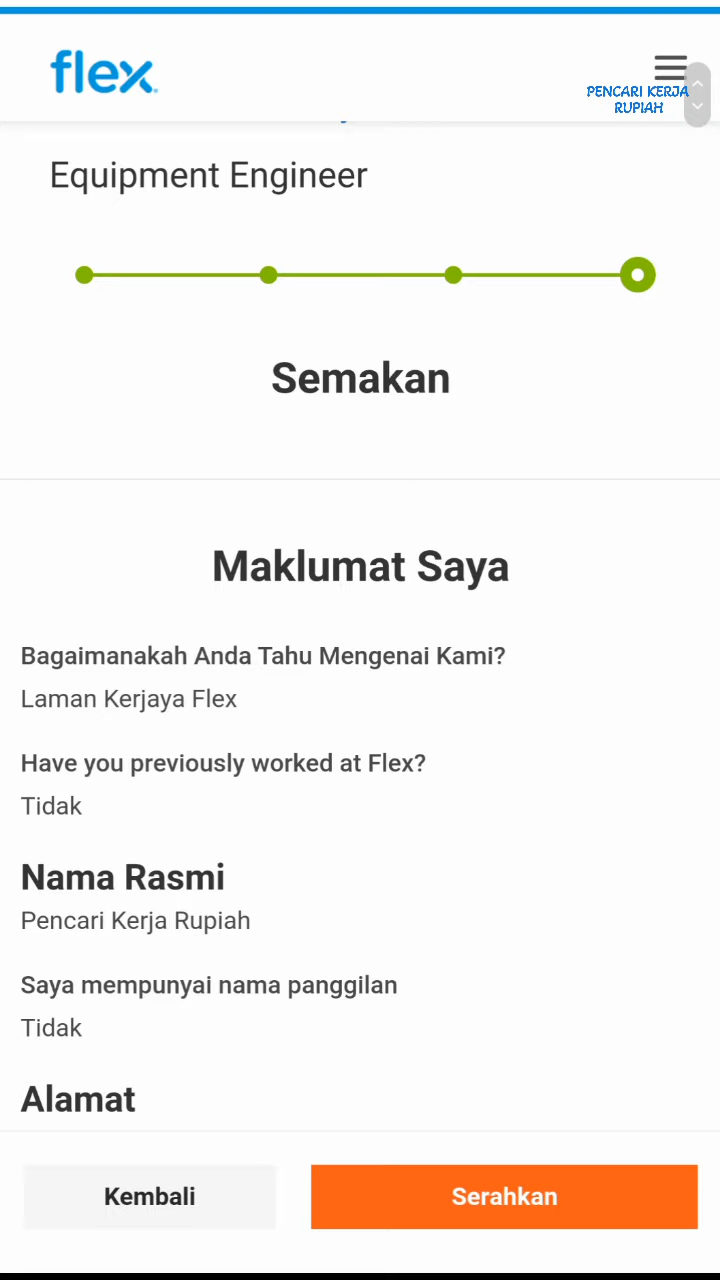 flex
PENCARI KERJA
RUPIAH
Equipment Engineer
Semakan
Maklumat Saya
Bagaimanakah Anda Tahu Mengenai Kami?
Laman Kerjaya Flex
Have you previously worked at Flex?
Tidak
Nama Rasmi
Pencari Kerja Rupiah
Saya mempunyai nama panggilan
Tidak
Alamat
Kembali
Serahkan